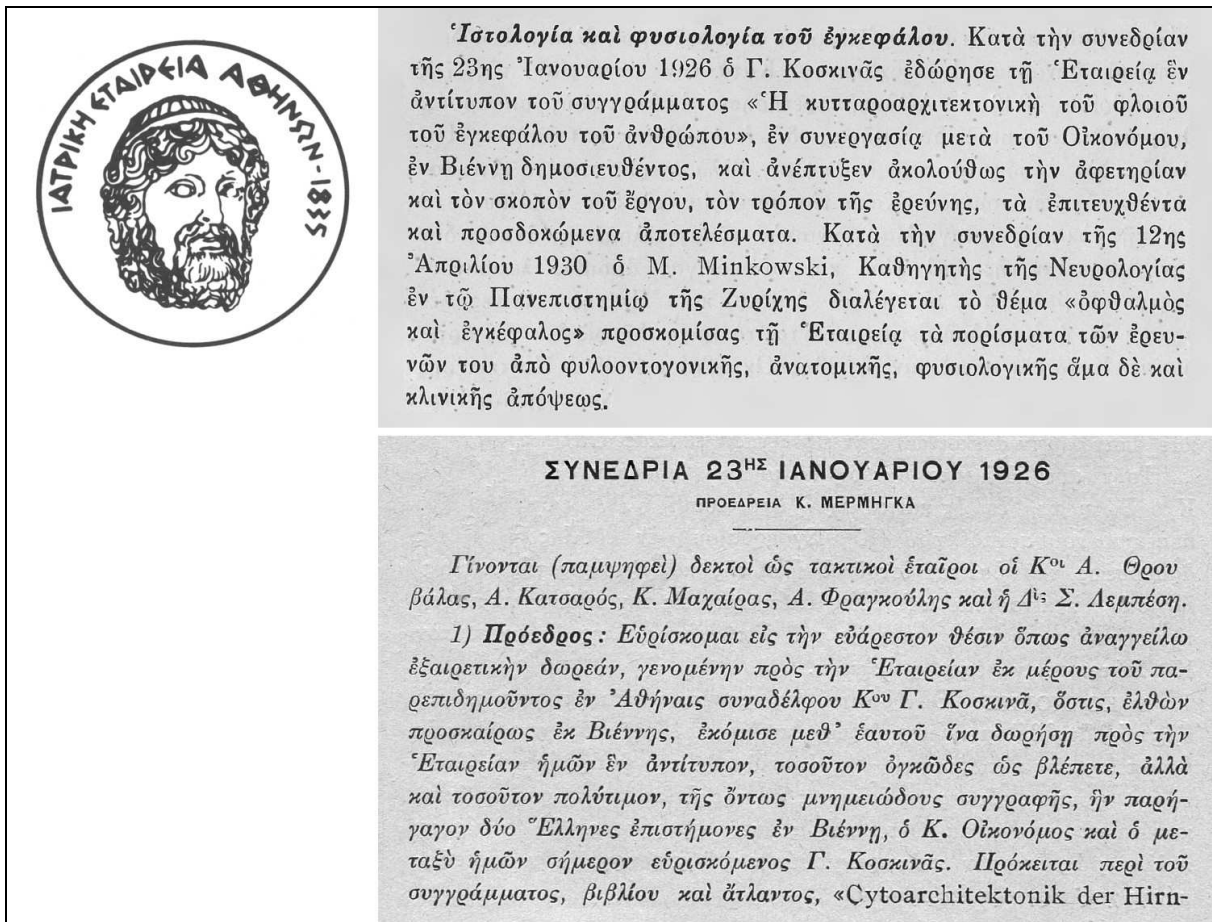 ΙΑΤΡΙΚΗ ΕΤΑΙΡΕΙΑ ΑΘΗΝΩΝ-1835
Ἱστολογία καὶ φυσιολογία τοῦ ἐγκεφάλου. Κατὰ τὴν συνεδρίαν
τῆς 23ης Ἰανουαρίου 1926 ὁ Γ. Κοσκινᾶς ἐδώρησε τῇ Ἑταιρείᾳ ἓν
ἀντίτυπον τοῦ συγγράμματος «Ἡ κυτταροαρχιτεκτονικὴ τοῦ φλοιοῦ
τοῦ ἐγκεφάλου τοῦ ἀνθρώπου», ἐν συνεργασίᾳ μετὰ τοῦ Οἰκονόμου,
ἐν Βιέννῃ δημοσιευθέντος, καὶ ἀνέπτυξεν ἀκολούθως τὴν ἀφετηρίαν
καὶ τὸν σκοπὸν τοῦ ἔργου, τὸν τρόπον τῆς ἐρεύνης, τὰ ἐπιτευχθέντα
καὶ προσδοκώμενα ἀποτελέσματα. Κατὰ τὴν συνεδρίαν τῆς 12ης
Ἀπριλίου 1930 ὁ M. Minkowski, Καθηγητὴς τῆς Νευρολογίας
ἐν τῷ Πανεπιστημίῳ τῆς Ζυρίχης διαλέγεται τὸ θέμα «ὀφθαλμὸς
καὶ ἐγκέφαλος» προσκομίσας τῇ Ἑταιρείᾳ τὰ πορίσματα τῶν ἐρευ-
νῶν του ἀπὸ φυλοοντογονικῆς, ἀνατομικῆς, φυσιολογικῆς ἅμα δὲ καὶ
κλινικῆς ἀπόψεως.
ΣΥΝΕΔΡΙΑ 23ΗΣ ΙΑΝΟΥΑΡΙΟΥ 1926
ΠΡΟΕΔΡΕΙΑ Κ. ΜΕΡΜΗΓΚΑ
Γίνονται (παμψηφεὶ) δεκτοὶ ὡς τακτικοὶ ἑταῖροι οἱ Κοι Α. Θρου
βάλας, Α. Κατσαρός, Κ. Μαχαίρας, Α. Φραγκούλης καὶ ἡ Δὶς Σ. Λεμπέση.
1) Πρόεδρος: Εὑρίσκομαι εἰς τὴν εὐάρεστον θέσιν ὅπως ἀναγγείλω
ἐξαιρετικὴν δωρεάν, γενομένην πρὸς τὴν Ἑταιρείαν ἐκ μέρους τοῦ πα-
ρεπιδημοῦντος ἐν Ἀθήναις συναδέλφου Κου Γ. Κοσκινᾶ, ὅστις, ἐλθὼν
προσκαίρως ἐκ Βιέννης, ἐκόμισε μεθ' ἑαυτοῦ ἵνα δωρήσῃ πρὸς τὴν
Ἑταιρείαν ἡμῶν ἓν ἀντίτυπον, τοσοῦτον ὀγκῶδες ὡς βλέπετε, ἀλλὰ
καὶ τοσοῦτον πολύτιμον, τῆς ὄντως μνημειώδους συγγραφῆς, ἣν παρή-
γαγον δύο Ἕλληνες ἐπιστήμονες ἐν Βιέννῃ, ὁ Κ. Οἰκονόμος καὶ ὁ με-
ταξὺ ἡμῶν σήμερον εὑρισκόμενος Γ. Κοσκινᾶς. Πρόκειται περὶ τοῦ
συγγράμματος, βιβλίου καὶ ἄτλαντος, «Cytoarchitektonik der Hirn-